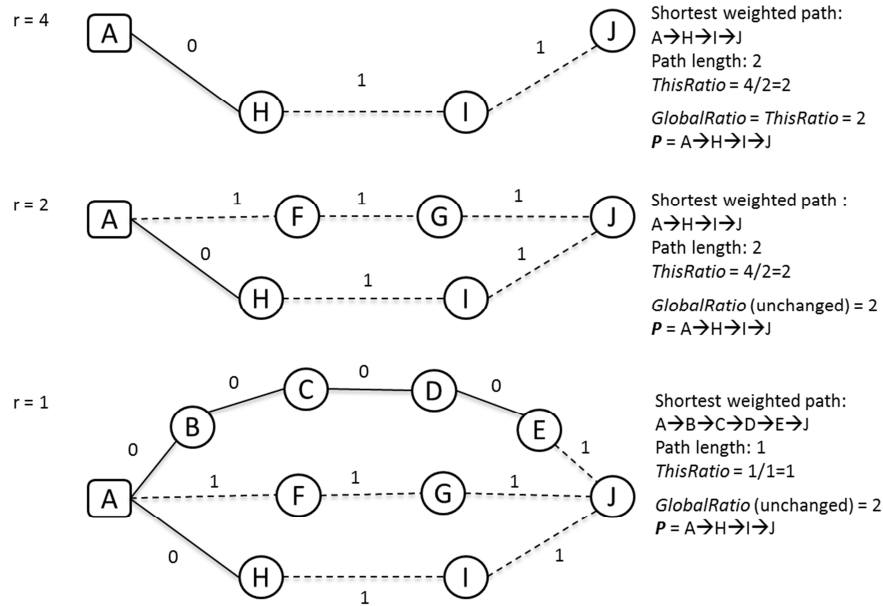 r = 4
A
0
H
1
I
1
J
Shortest weighted path:
A→H→I→J
Path length: 2
ThisRatio = 4/2=2
GlobalRatio = ThisRatio = 2
P = A→H→I→J
r = 2
A
1
F
1
G
1
J
0
H
1
I
1
Shortest weighted path :
A→H→I→J
Path length: 2
ThisRatio = 4/2=2
GlobalRatio (unchanged) = 2
P = A→H→I→J
r = 1
0
B
0
C
0
D
0
E
1
A
1
F
1
G
1
J
0
H
1
I
1
Shortest weighted path:
A→B→C→D→E→J
Path length: 1
ThisRatio = 1/1=1
GlobalRatio (unchanged) = 2
P = A→H→I→J